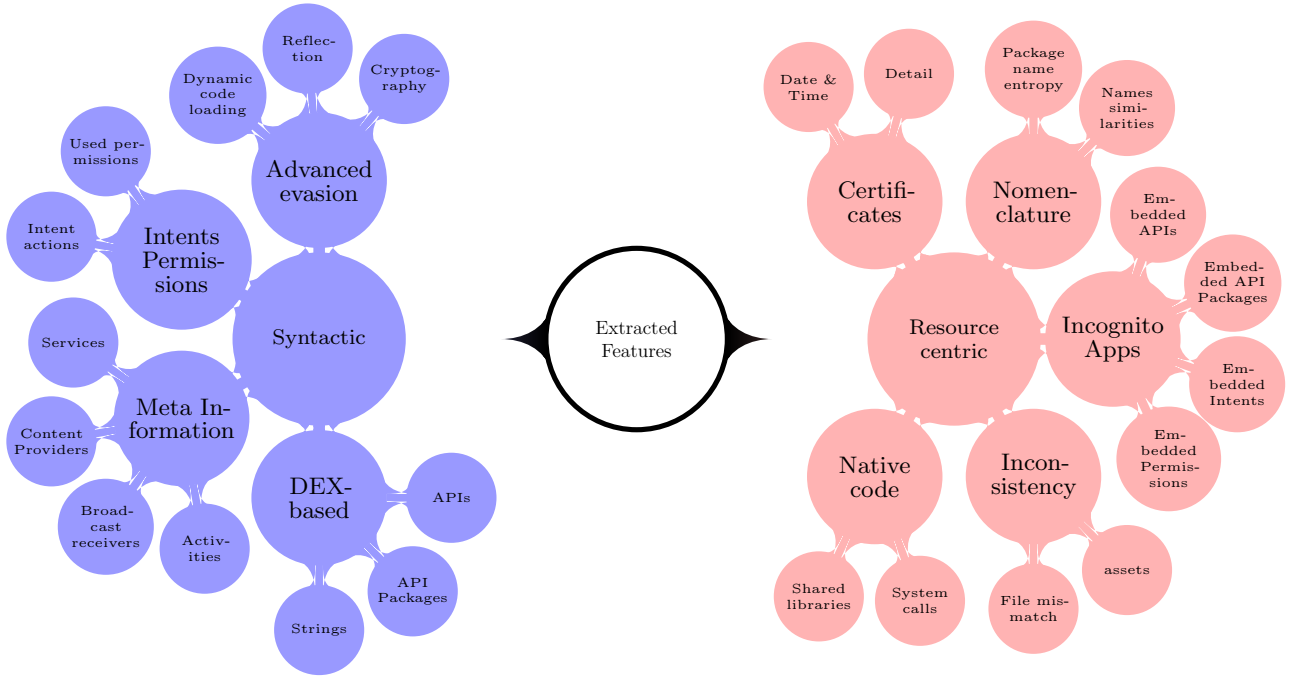 Extracted
Features
Syntactic
Advanced
evasion
Dynamic
code
loading
Reflec-
tion
Cryptog-
raphy
Intents
Permis-
sions
Used per-
missions
Intent
actions
Meta In-
formation
Services
Content
Providers
Broad-
cast
receivers
Activ-
ities
DEX-
based
APIs
API
Packages
Strings
Resource
centric
Certifi-
cates
Date &
Time
Detail
Nomen-
clature
Package
name
entropy
Names
simi-
larities
Incognito
Apps
Em-
bedded
APIs
Embed-
ded API
Packages
Em-
bedded
Intents
Em-
bedded
Permis-
sions
Incon-
sistency
assets
File mis-
match
Native
code
Shared
libraries
System
calls